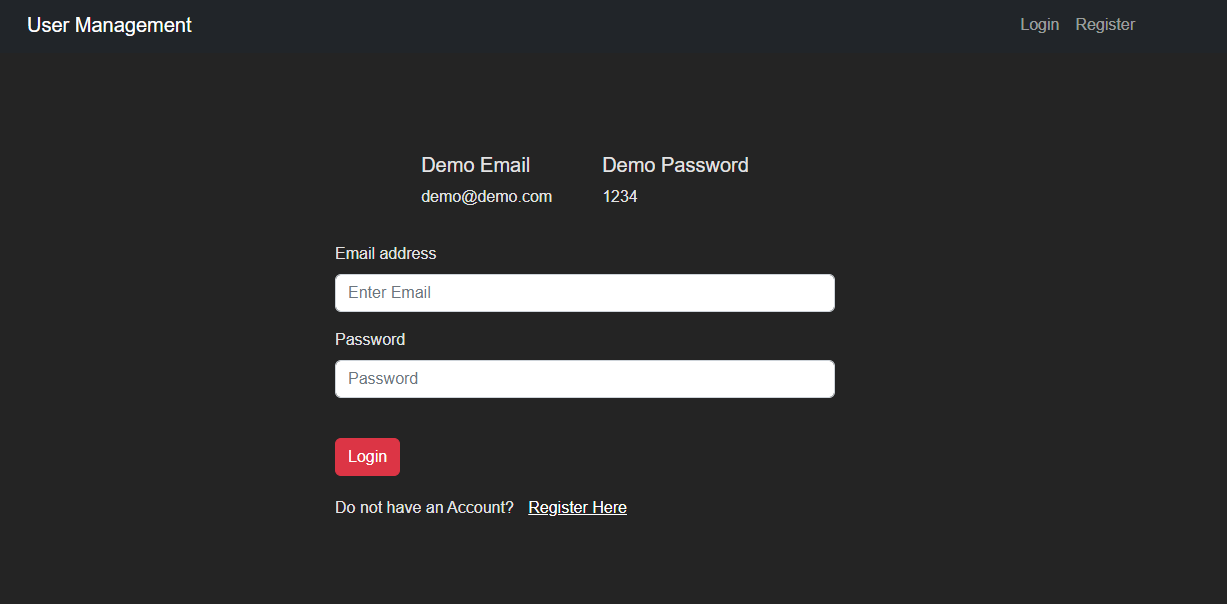 User Management Login Register
Demo Email Demo Password
demo@demo.com 1234
Email address
Enter Email
Password
Password
Login
Do not have an Account? Register Here